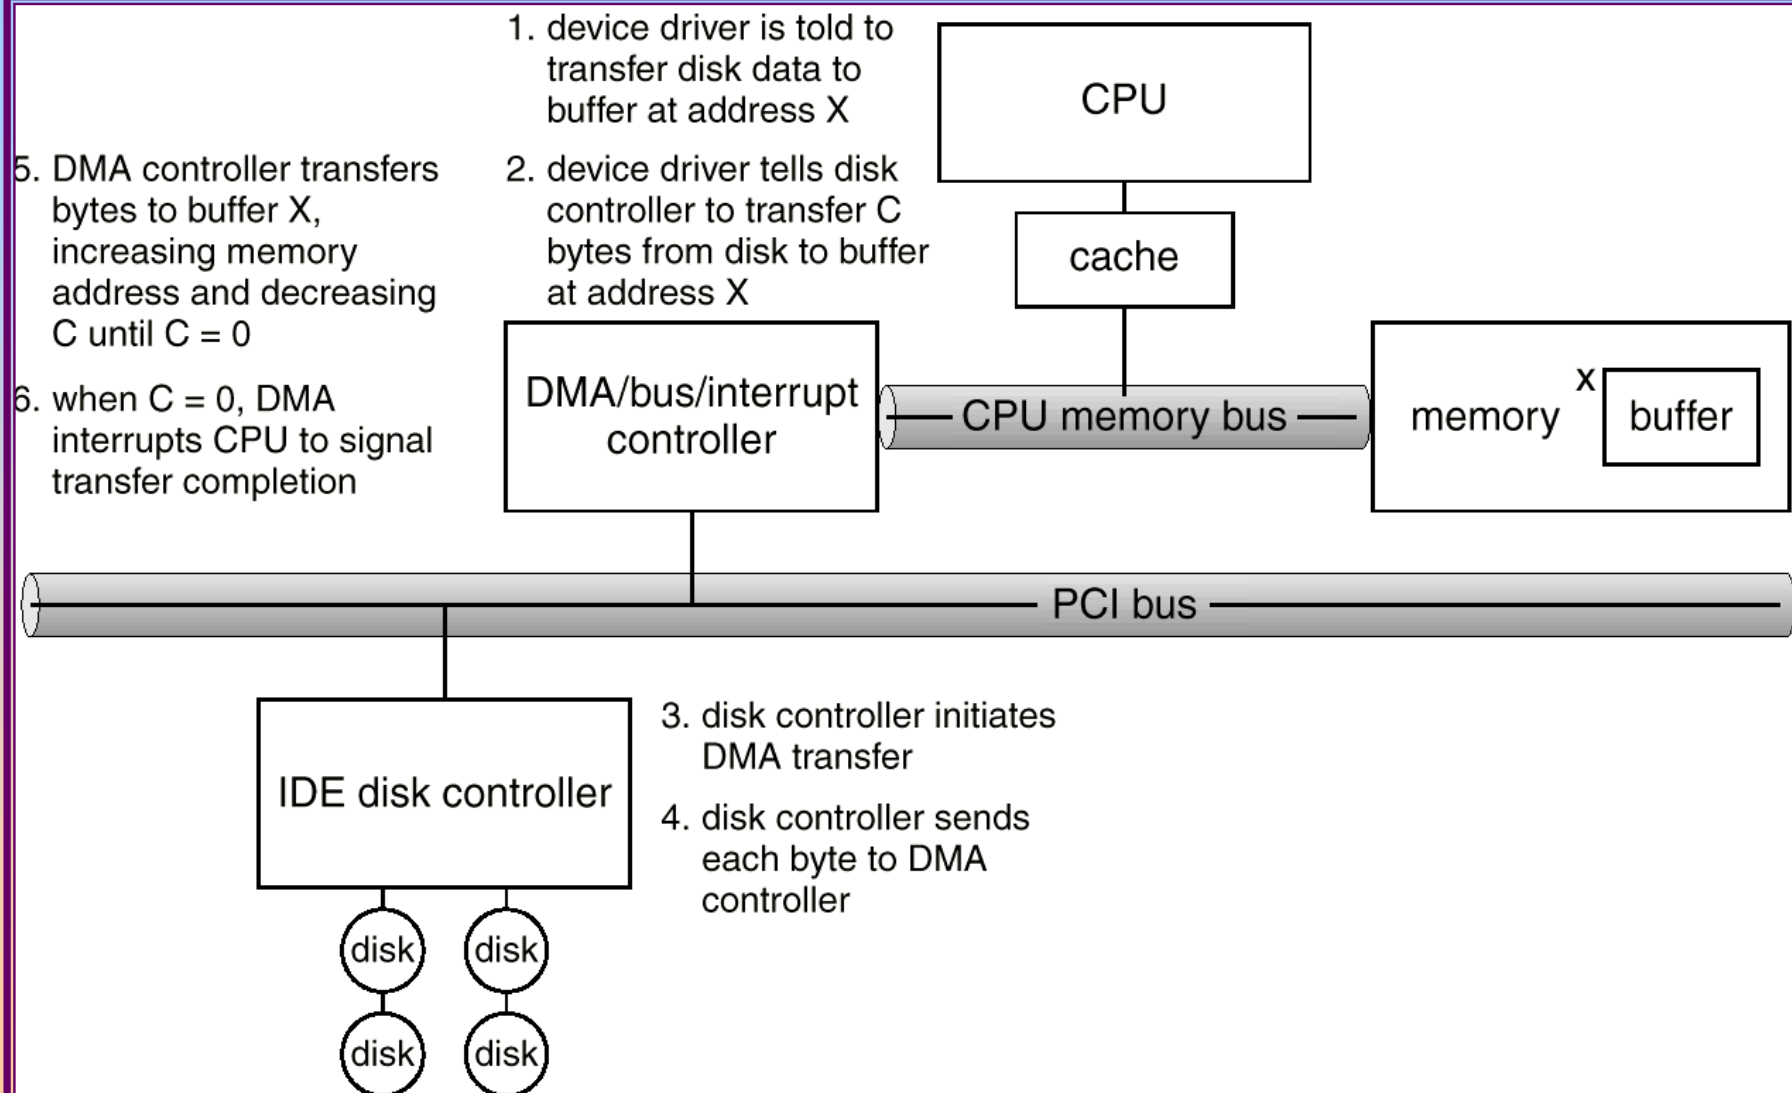 1. device driver is told to
transfer disk data to
buffer at address X
2. device driver tells disk
controller to transfer C
bytes from disk to buffer
at address X
5. DMA controller transfers
bytes to buffer X,
increasing memory
address and decreasing
C until C = 0
6. when C = 0, DMA
interrupts CPU to signal
transfer completion
CPU
cache
DMA/bus/interrupt
controller
CPU memory bus
x
memory
buffer
PCI bus
IDE disk controller
3. disk controller initiates
DMA transfer
4. disk controller sends
each byte to DMA
controller
disk
disk
disk
disk